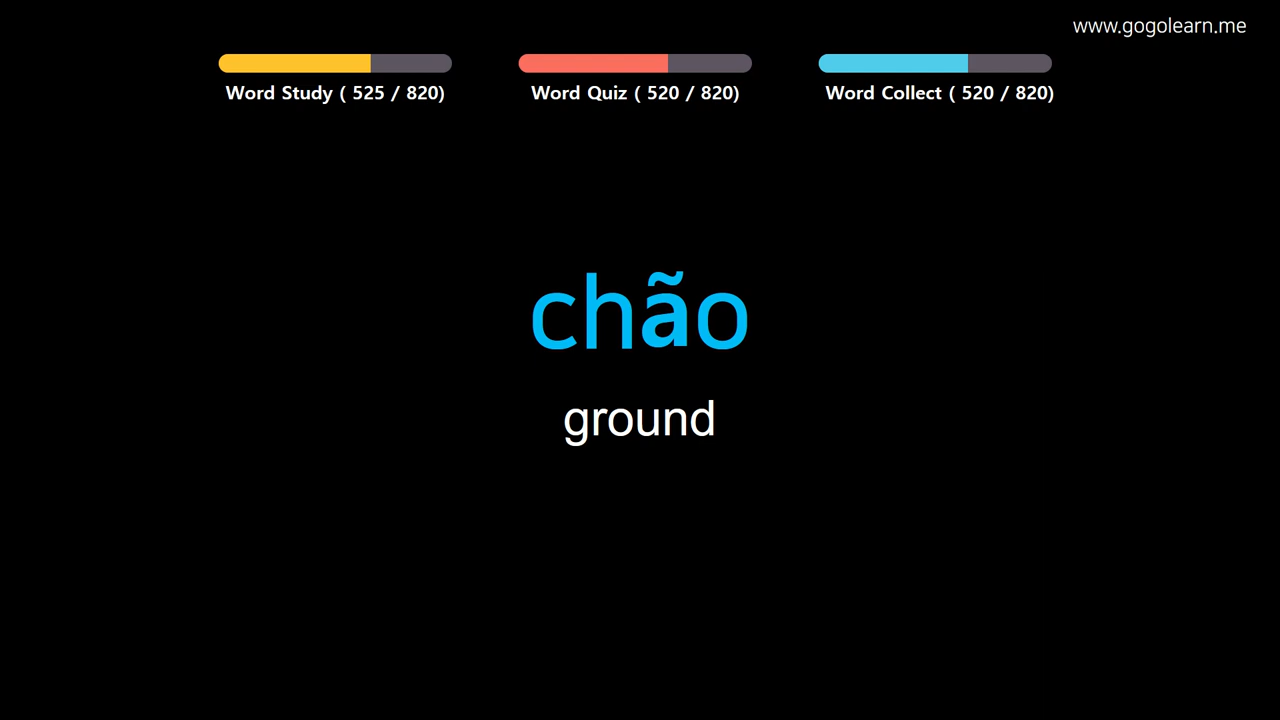 www.gogolearn.me
Word Study ( 525 / 820)
Word Quiz ( 520 / 820)
Word Collect ( 520 / 820)
chão
ground